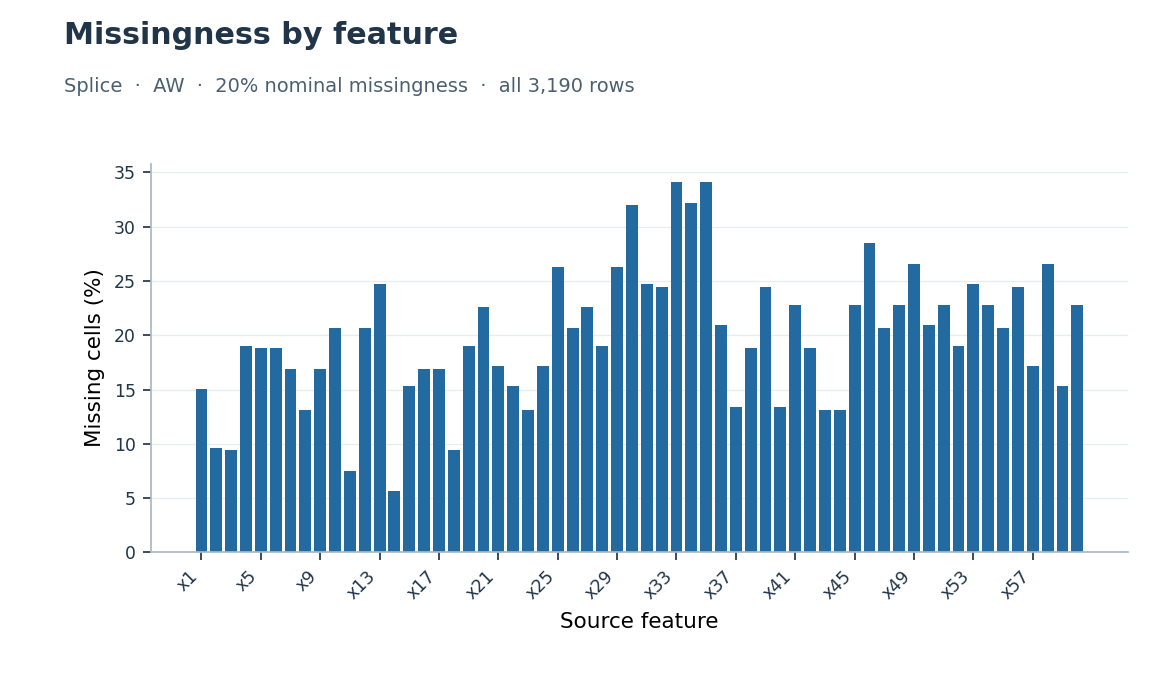 Missingness by feature
Splice · AW · 20% nominal missingness · all 3,190 rows
35
30
25
20
15
10
5
0
Missing cells (%)
x1 x5 x9 x13 x17 x21 x25 x29 x33 x37 x41 x45 x49 x53 x57
Source feature